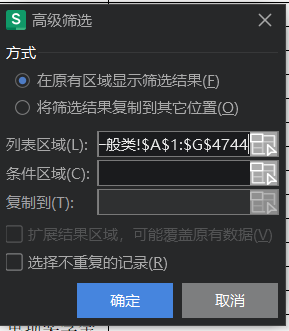 S 高级筛选
方式
在原有区域显示筛选结果(F)
将筛选结果复制到其它位置(O)
列表区域(L): 一般类!$A$1:$G$4744
条件区域(C):
复制到(T):
扩展结果区域，可能覆盖原有数据(V)
选择不重复的记录(R)
确定 取消